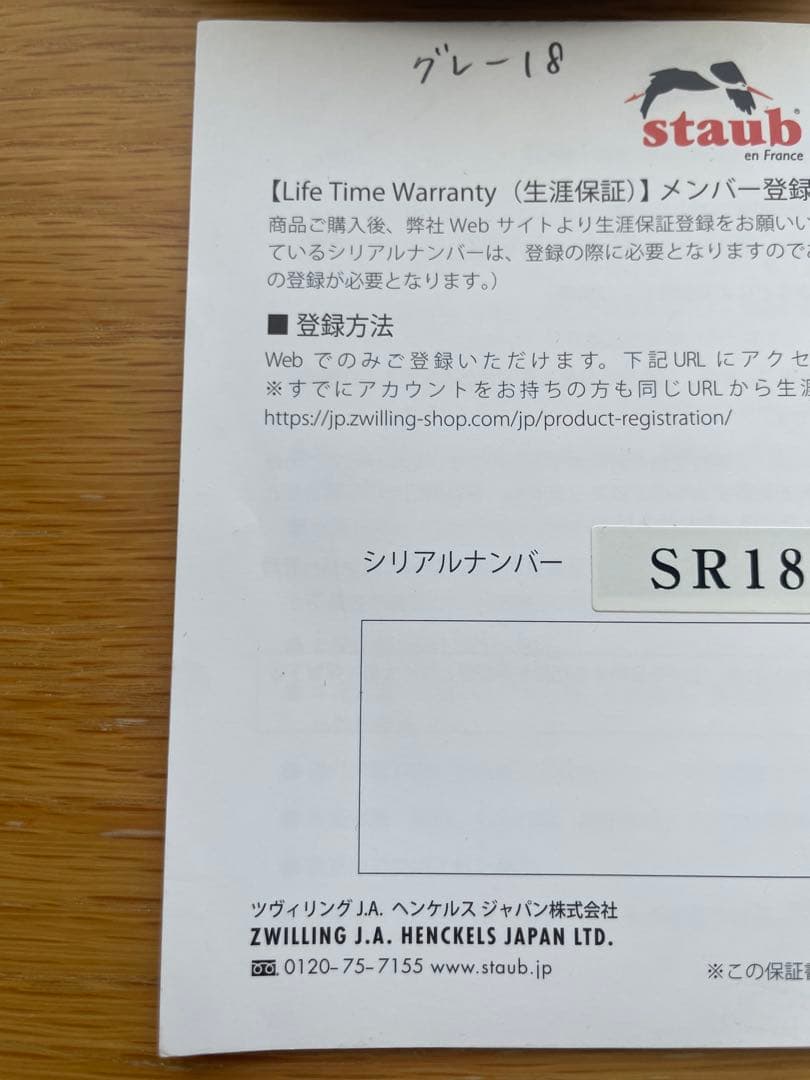 グレー18
staub
en France
【Life Time Warranty（生涯保証）】メンバー登録
商品ご購入後、弊社 Web サイトより生涯保証登録をお願いい
ているシリアルナンバーは、登録の際に必要となりますので
の登録が必要となります。）
■ 登録方法
Web でのみご登録いただけます。下記 URL にアクセ
※すでにアカウントをお持ちの方も同じURLから生涯
https://jp.zwilling-shop.com/jp/product-registration/
シリアルナンバー SR18
ツヴィリング J.A. ヘンケルス ジャパン株式会社
ZWILLING J.A. HENCKELS JAPAN LTD.
0120-75-7155 www.staub.jp
※この保証書